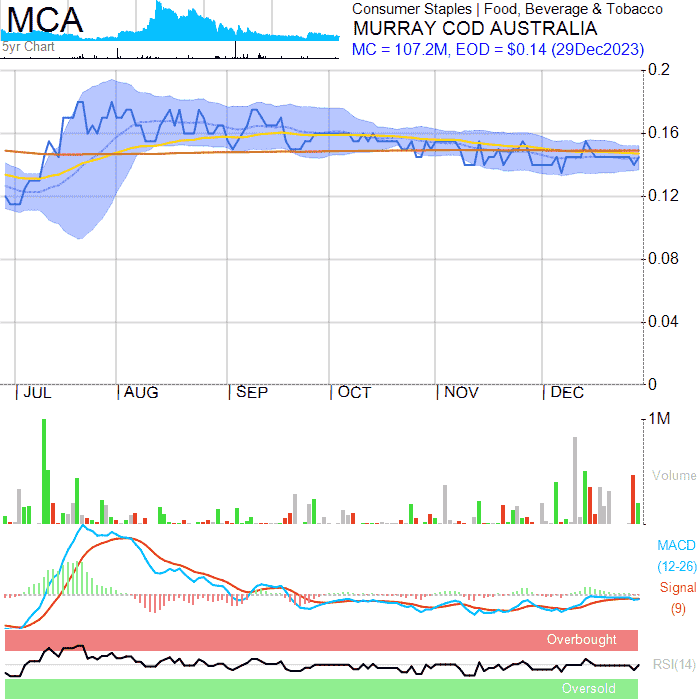 MCA
5yr Chart
Consumer Staples | Food, Beverage & Tobacco
MURRAY COD AUSTRALIA
MC = 107.2M, EOD = $0.14 (29Dec2023)
0.2
0.16
0.12
0.08
0.04
0
JUL AUG SEP OCT NOV DEC
1M
Volume
MACD
(12-26)
Signal
(9)
Overbought
RSI(14)
Oversold